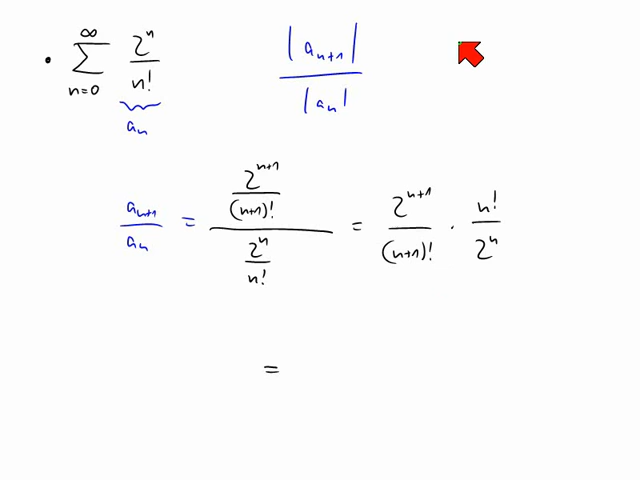 • ∑_{n=0}^{∞} 2^n/n!   |a_{n+1}|/|a_n|
a_n
a_{n+1}/a_n = (2^{n+1}/(n+1)!)/(2^n/n!) = 2^{n+1}/(n+1)! · n!/2^n
=